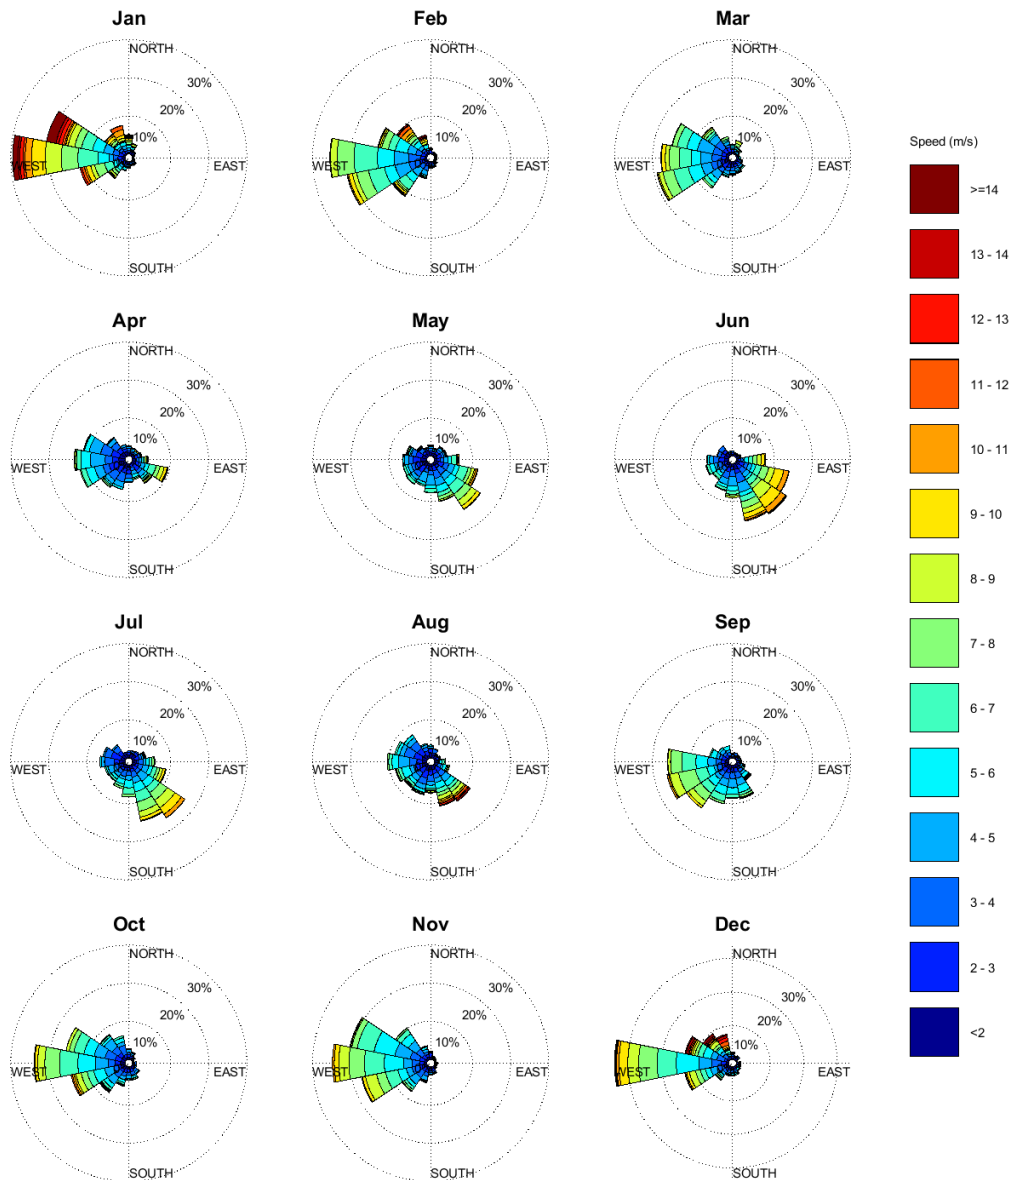 Jan
NORTH
30%
20%
10%
WEST
EAST
SOUTH
Feb
NORTH
30%
20%
10%
WEST
EAST
SOUTH
Mar
NORTH
30%
20%
10%
WEST
EAST
SOUTH
Apr
NORTH
30%
20%
10%
WEST
EAST
SOUTH
May
NORTH
30%
20%
10%
WEST
EAST
SOUTH
Jun
NORTH
30%
20%
10%
WEST
EAST
SOUTH
Jul
NORTH
30%
20%
10%
WEST
EAST
SOUTH
Aug
NORTH
30%
20%
10%
WEST
EAST
SOUTH
Sep
NORTH
30%
20%
10%
WEST
EAST
SOUTH
Oct
NORTH
30%
20%
10%
WEST
EAST
SOUTH
Nov
NORTH
30%
20%
10%
WEST
EAST
SOUTH
Dec
NORTH
30%
20%
10%
WEST
EAST
SOUTH
Speed (m/s)
>=14
13 - 14
12 - 13
11 - 12
10 - 11
9 - 10
8 - 9
7 - 8
6 - 7
5 - 6
4 - 5
3 - 4
2 - 3
<2